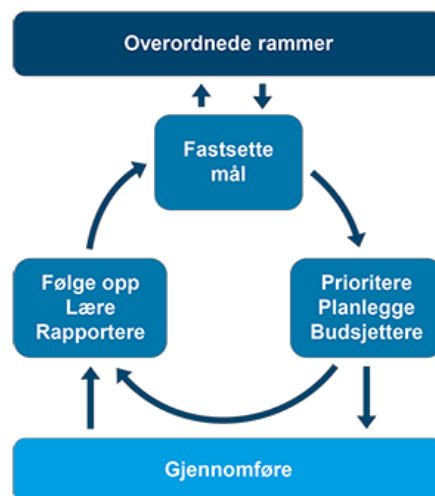 Overordnede rammer
Fastsette
mål
Følge opp
Lære
Rapportere
Prioritere
Planlegge
Budsjettere
Gjennomføre